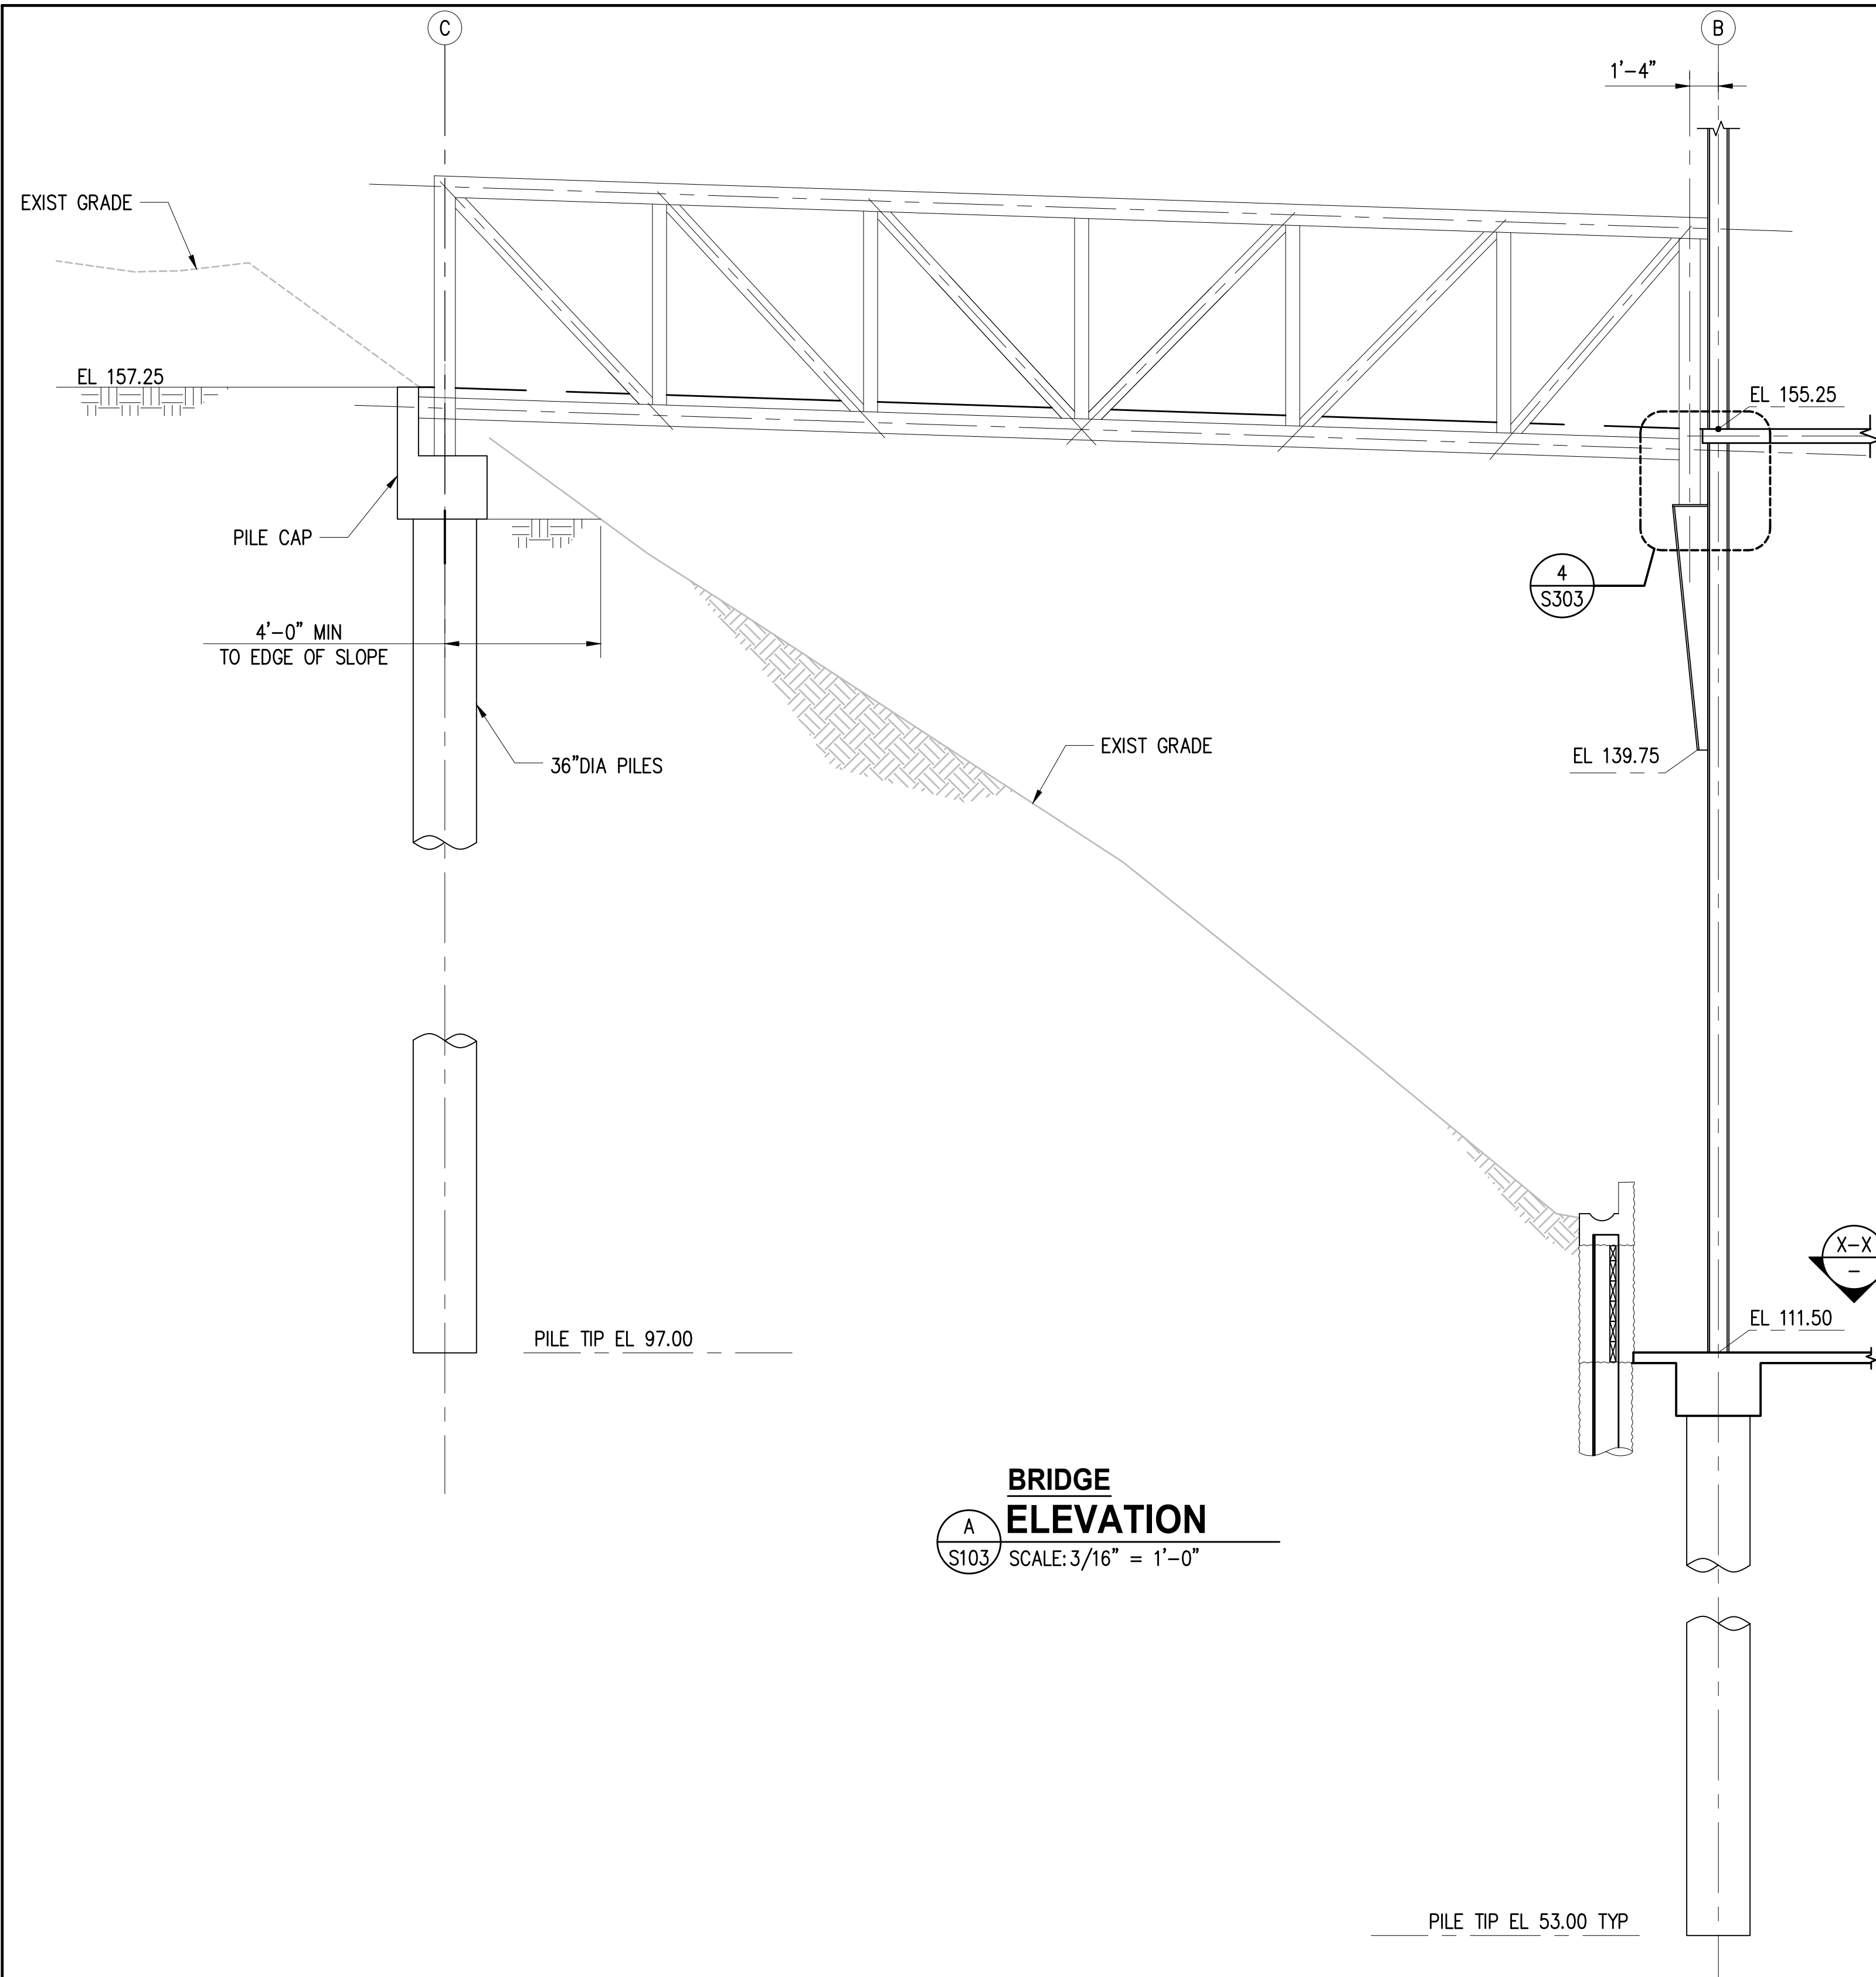 C
B
1'-4"
EXIST GRADE
EL 157.25
EL 155.25
PILE CAP
4
S303
4'-0" MIN
TO EDGE OF SLOPE
EXIST GRADE
36"DIA PILES
EL 139.75
X-X
-
EL 111.50
PILE TIP EL 97.00
BRIDGE
ELEVATION
A
S103
SCALE: 3/16" = 1'-0"
PILE TIP EL 53.00 TYP